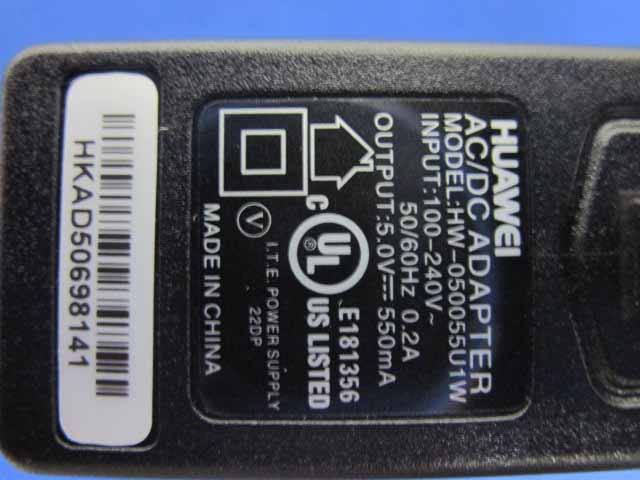 HUAWEI
AC/DC ADAPTER
MODEL:HW-050055U1W
INPUT:100-240V~
50/60Hz 0.2A
OUTPUT:5.0V⎓550mA
E181356
C UL® US LISTED
I.T.E. POWER SUPPLY
22DP
V
MADE IN CHINA
HKAD50698141